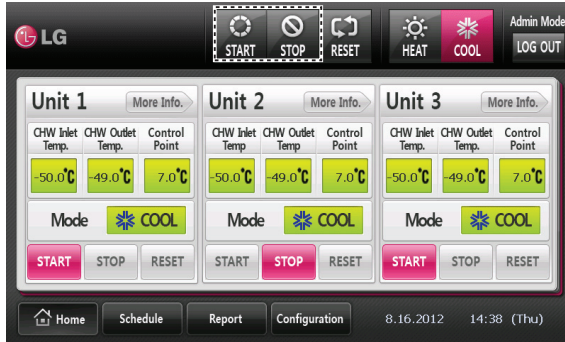 LG
START STOP RESET HEAT COOL
Admin Mode
LOG OUT
Unit 1 More Info.
CHW Inlet Temp. CHW Outlet Temp. Control Point
-50.0°C -49.0°C 7.0°C
Mode COOL
START STOP RESET
Unit 2 More Info.
CHW Inlet Temp CHW Outlet Temp Control Point
-50.0°C -49.0°C 7.0°C
Mode COOL
START STOP RESET
Unit 3 More Info.
CHW Inlet Temp. CHW Outlet Temp. Control Point
-50.0°C -49.0°C 7.0°C
Mode COOL
START STOP RESET
Home Schedule Report Configuration 8.16.2012 14:38 (Thu)